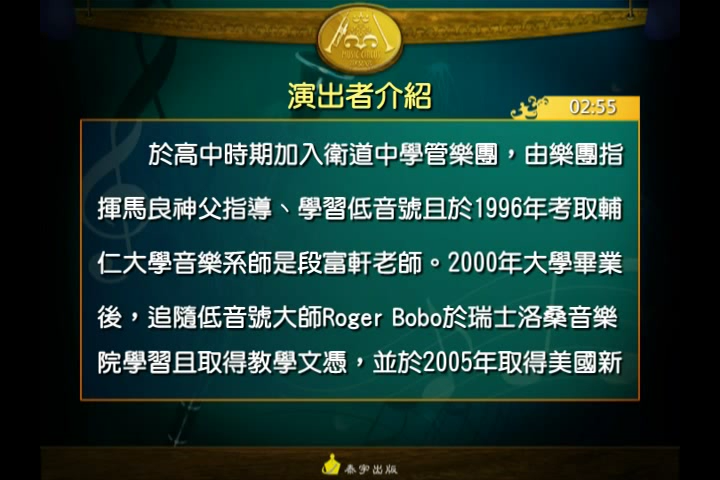 演出者介紹
02:55
於高中時期加入衛道中學管樂團，由樂團指
揮馬良神父指導、學習低音號且於1996年考取輔
仁大學音樂系師是段富軒老師。2000年大學畢業
後，追隨低音號大師Roger Bobo於瑞士洛桑音樂
院學習且取得教學文憑，並於2005年取得美國新
泰宇出版